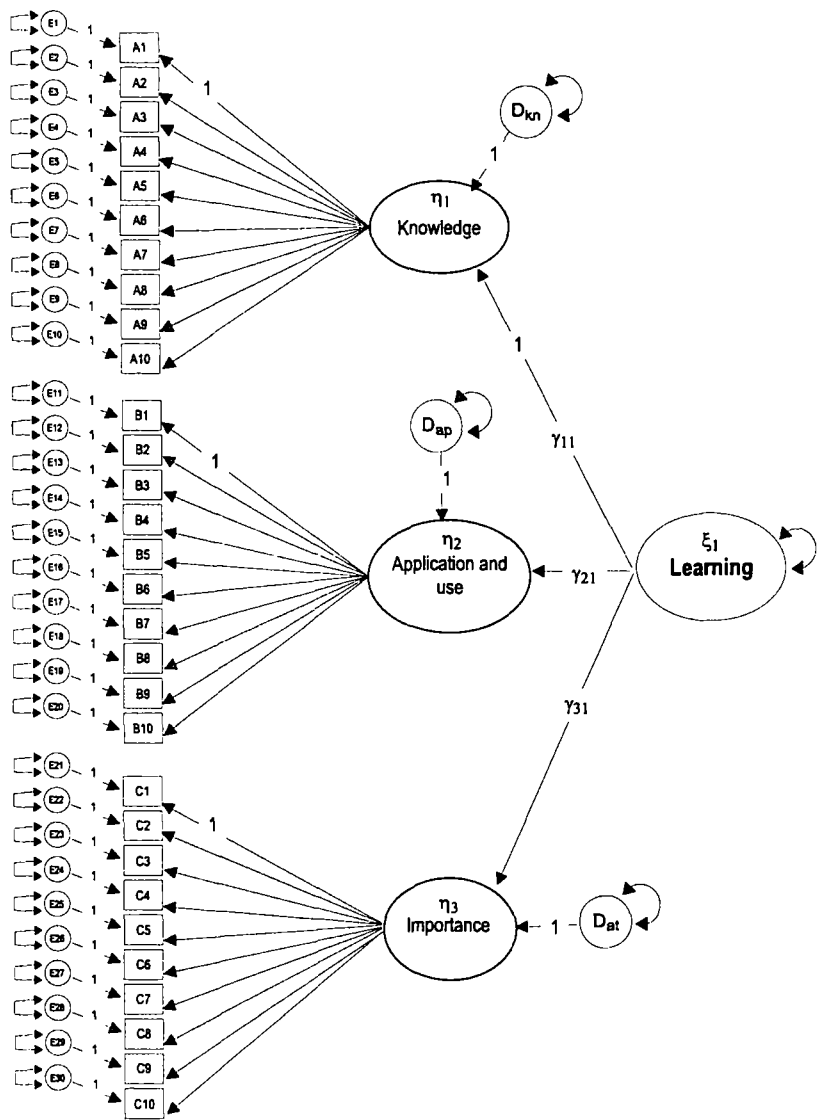 E1
1
A1
E2
1
A2
E3
1
A3
E4
1
A4
E5
1
A5
E6
1
A6
E7
1
A7
E8
1
A8
E9
1
A9
E10
1
A10
1
D_kn
1
η1
Knowledge
1
γ11
E11
1
B1
E12
1
B2
E13
1
B3
E14
1
B4
E15
1
B5
E16
1
B6
E17
1
B7
E18
1
B8
E19
1
B9
E20
1
B10
1
D_ap
1
η2
Application and
use
γ21
ξ1
Learning
γ31
E21
1
C1
E22
1
C2
E23
1
C3
E24
1
C4
E25
1
C5
E26
1
C6
E27
1
C7
E28
1
C8
E29
1
C9
E30
1
C10
1
η3
Importance
1
D_at